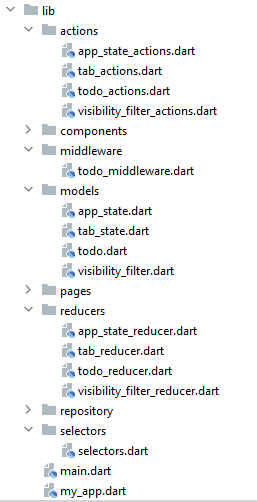 lib
actions
app_state_actions.dart
tab_actions.dart
todo_actions.dart
visibility_filter_actions.dart
components
middleware
todo_middleware.dart
models
app_state.dart
tab_state.dart
todo.dart
visibility_filter.dart
pages
reducers
app_state_reducer.dart
tab_reducer.dart
todo_reducer.dart
visibility_filter_reducer.dart
repository
selectors
selectors.dart
main.dart
my_app.dart